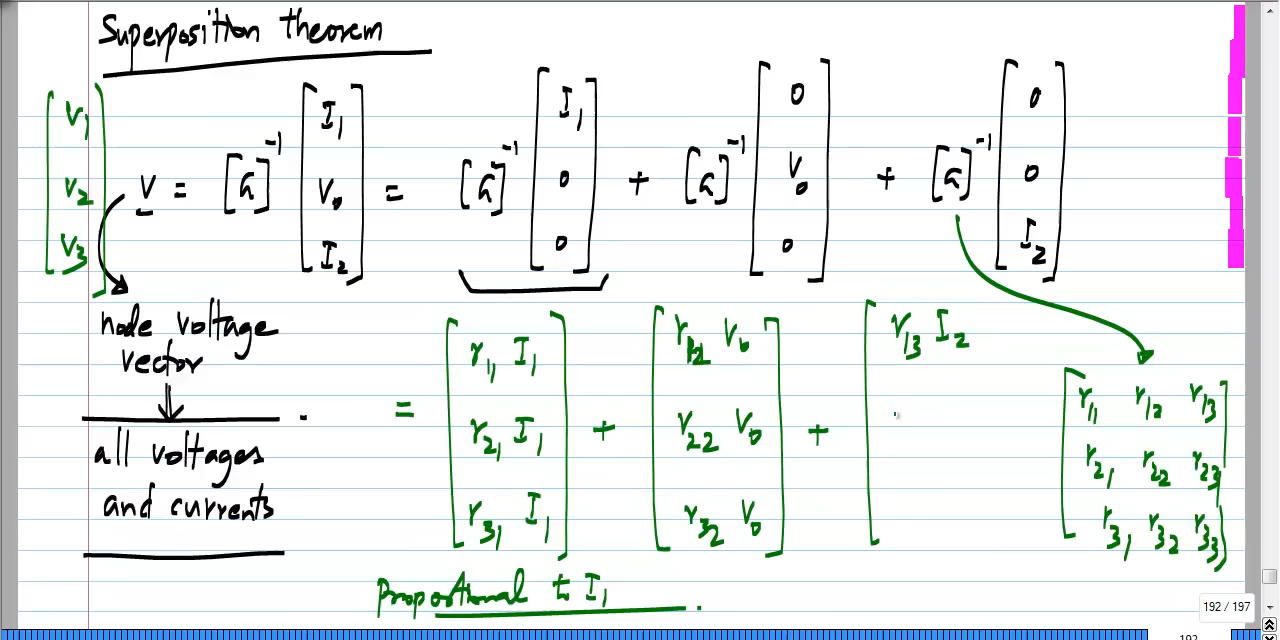 Superposition theorem
[V1 V2 V3] V = [G]^-1 [I1 V0 I2] = [G]^-1 [I1 0 0] + [G]^-1 [0 V0 0] + [G]^-1 [0 0 I2]
node voltage
vector
all voltages
and currents
= [r11 I1 r21 I1 r31 I1] + [r12 V0 r22 V0 r32 V0] + [r13 I2
[r11 r12 r13
r21 r22 r23
r31 r32 r33]
Proportional to I1
192 / 197
192